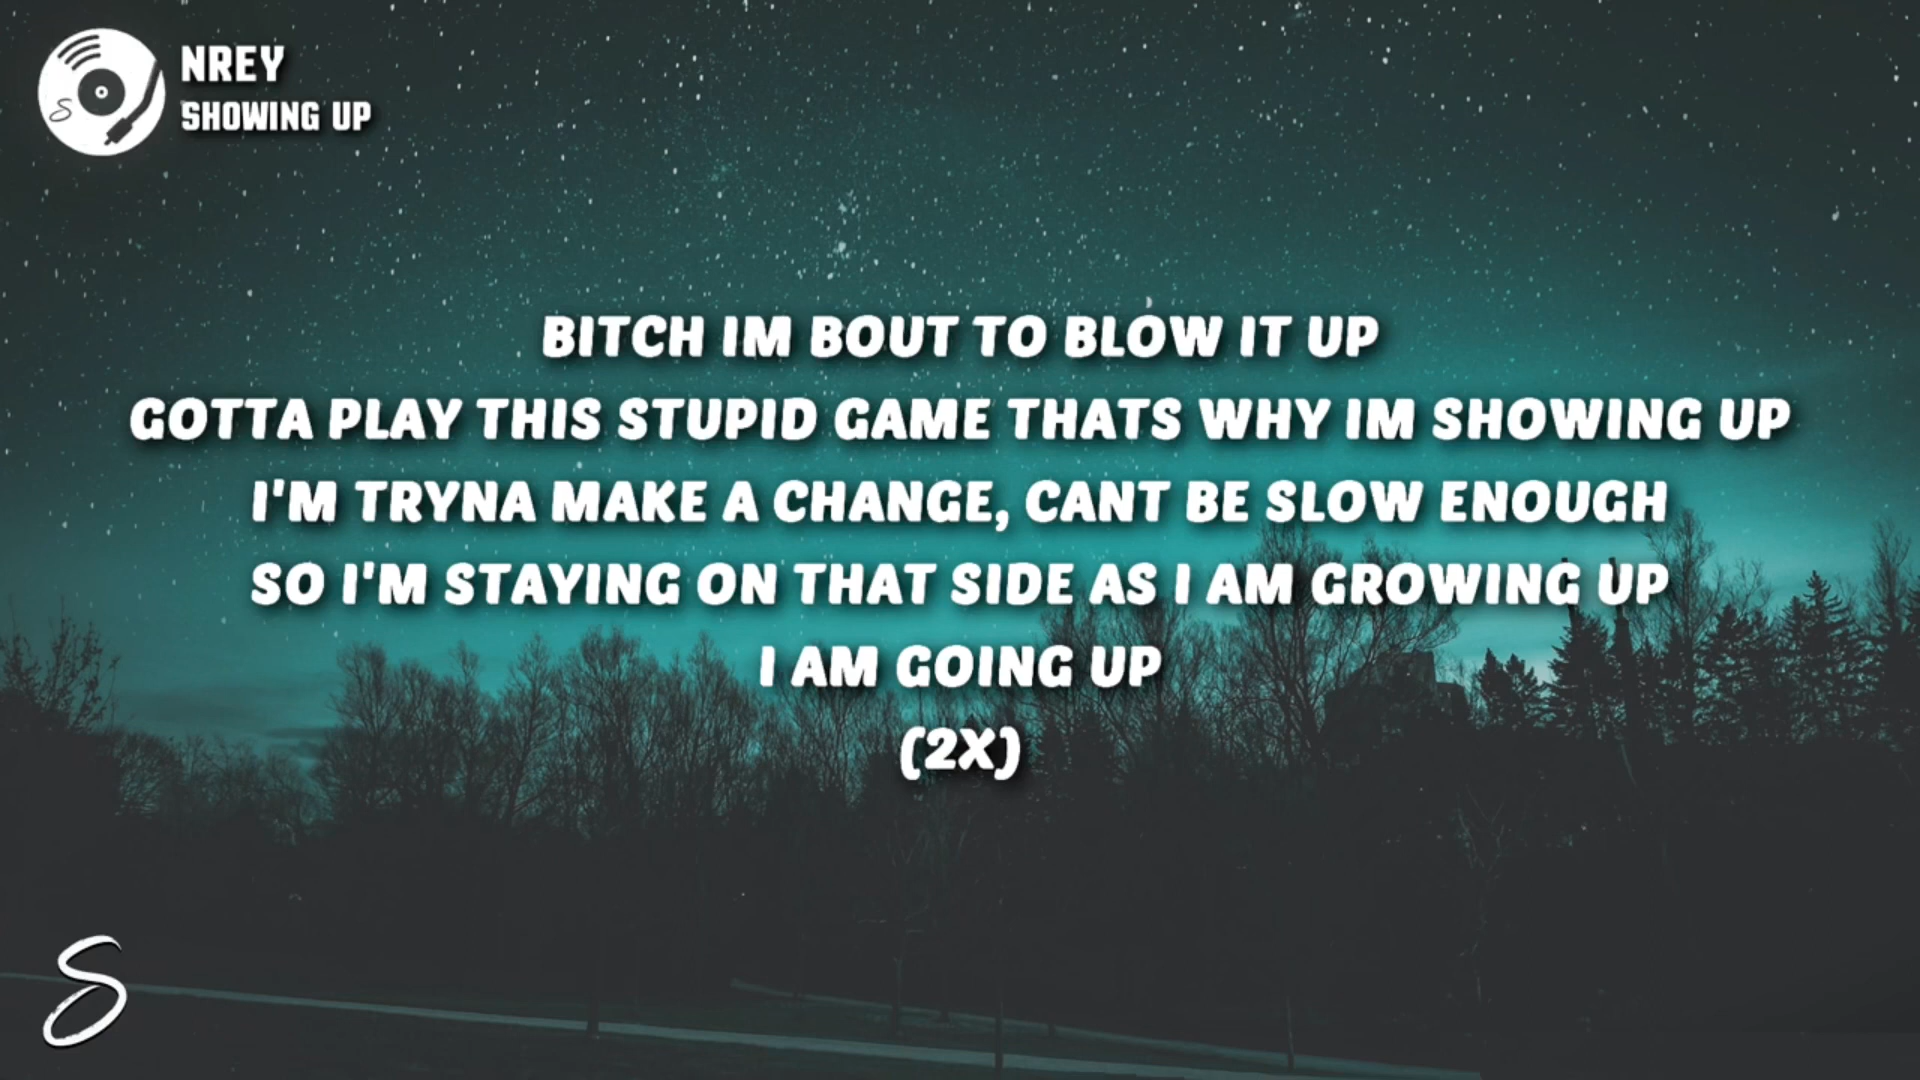 NREY
SHOWING UP
BITCH IM BOUT TO BLOW IT UP
GOTTA PLAY THIS STUPID GAME THATS WHY IM SHOWING UP
I'M TRYNA MAKE A CHANGE, CANT BE SLOW ENOUGH
SO I'M STAYING ON THAT SIDE AS I AM GROWING UP
I AM GOING UP
(2X)
S